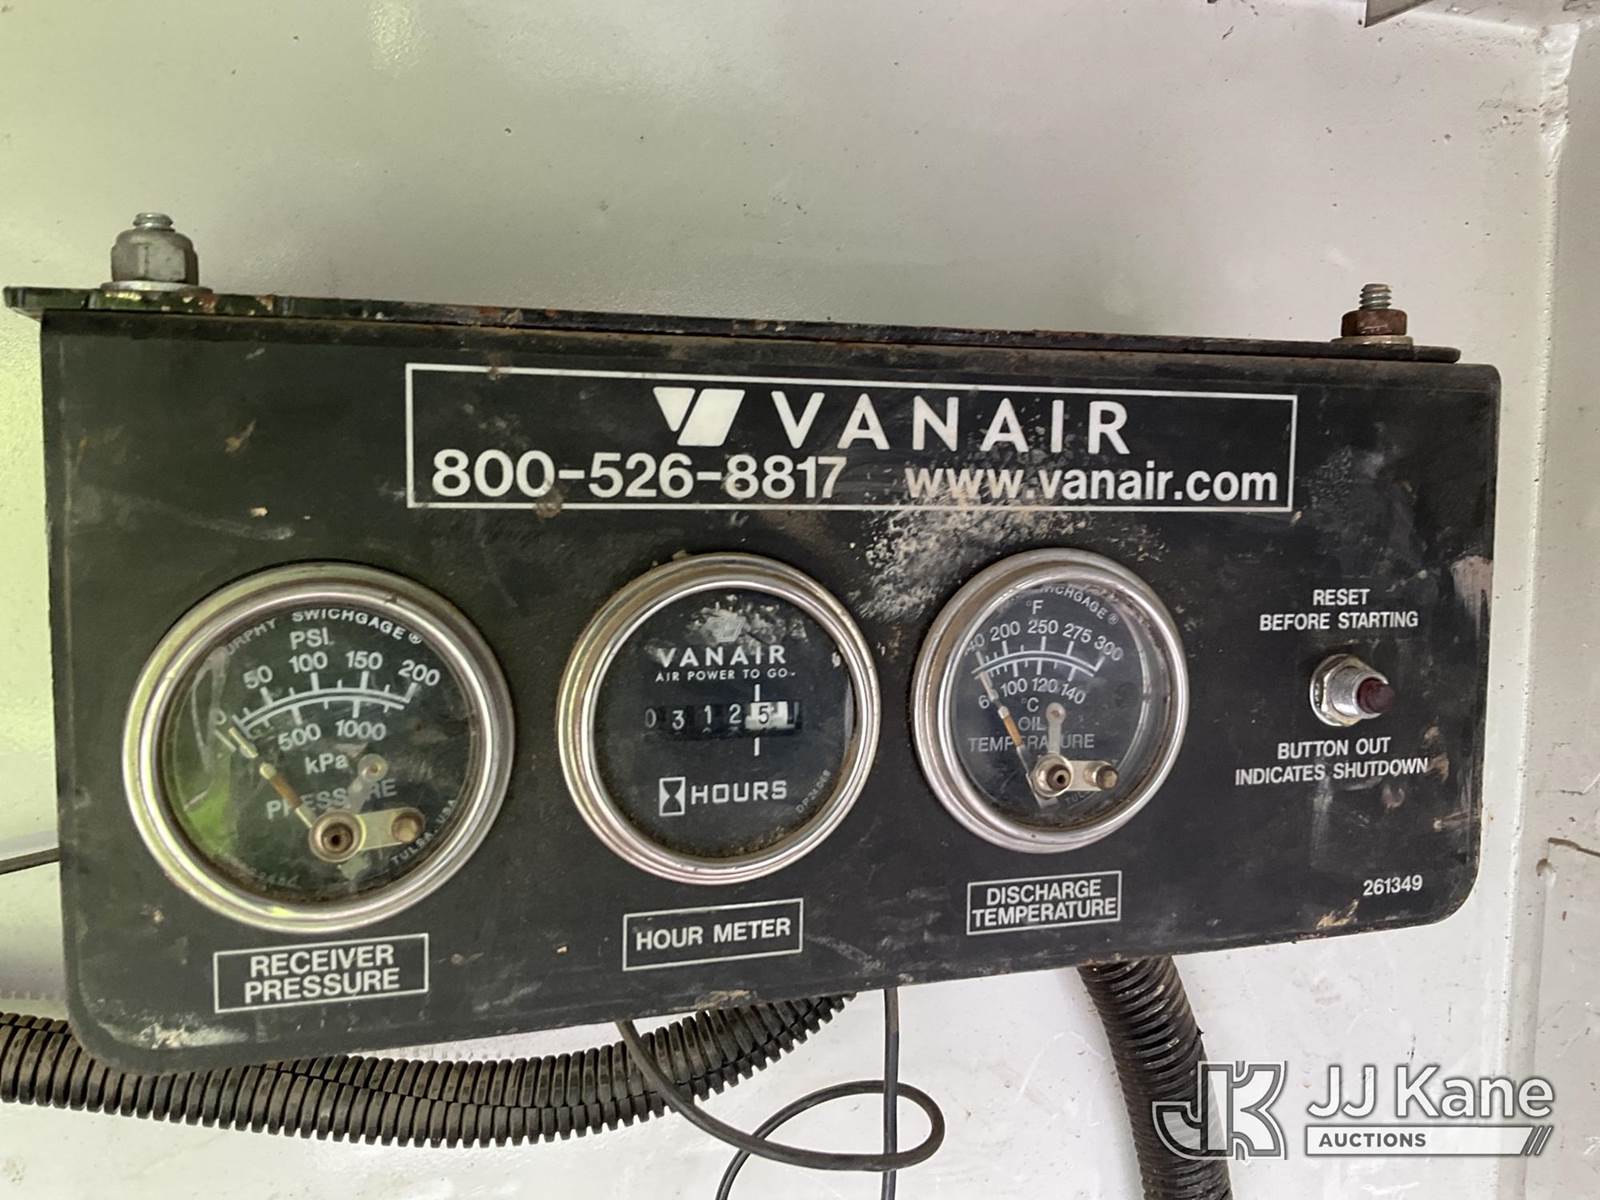 VANAIR
800-526-8817 www.vanair.com
SWICHGAGE®
PSI
0 50 100 150 200
500 1000
kPa
PRESSURE
TULSA, USA
RECEIVER
PRESSURE
VANAIR
AIR POWER TO GO
0 3 1 2 5
HOURS
HOUR METER
°F
200 250 275 300
100 120 140
°C
OIL
TEMPERATURE
DISCHARGE
TEMPERATURE
RESET
BEFORE STARTING
BUTTON OUT
INDICATES SHUTDOWN
261349
JK JJ Kane
AUCTIONS